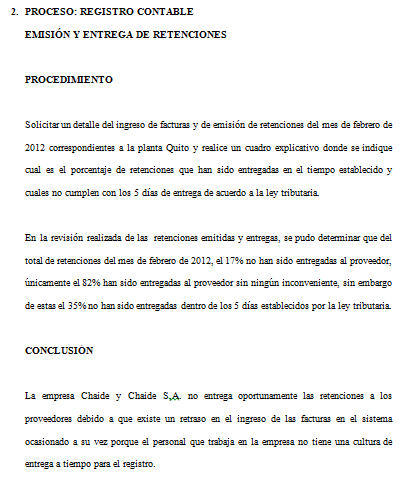 2. PROCESO: REGISTRO CONTABLE
EMISIÓN Y ENTREGA DE RETENCIONES
PROCEDIMIENTO
Solicitar un detalle del ingreso de facturas y de emisión de retenciones del mes de febrero de
2012 correspondientes a la planta Quito y realice un cuadro explicativo donde se indique
cual es el porcentaje de retenciones que han sido entregadas en el tiempo establecido y
cuales no cumplen con los 5 días de entrega de acuerdo a la ley tributaria.
En la revisión realizada de las retenciones emitidas y entregas, se pudo determinar que del
total de retenciones del mes de febrero de 2012, el 17% no han sido entregadas al proveedor,
únicamente el 82% han sido entregadas al proveedor sin ningún inconveniente, sin embargo
de estas el 35% no han sido entregadas dentro de los 5 días establecidos por la ley tributaria.
CONCLUSIÓN
La empresa Chaide y Chaide S.A. no entrega oportunamente las retenciones a los
proveedores debido a que existe un retraso en el ingreso de las facturas en el sistema
ocasionado a su vez porque el personal que trabaja en la empresa no tiene una cultura de
entrega a tiempo para el registro.